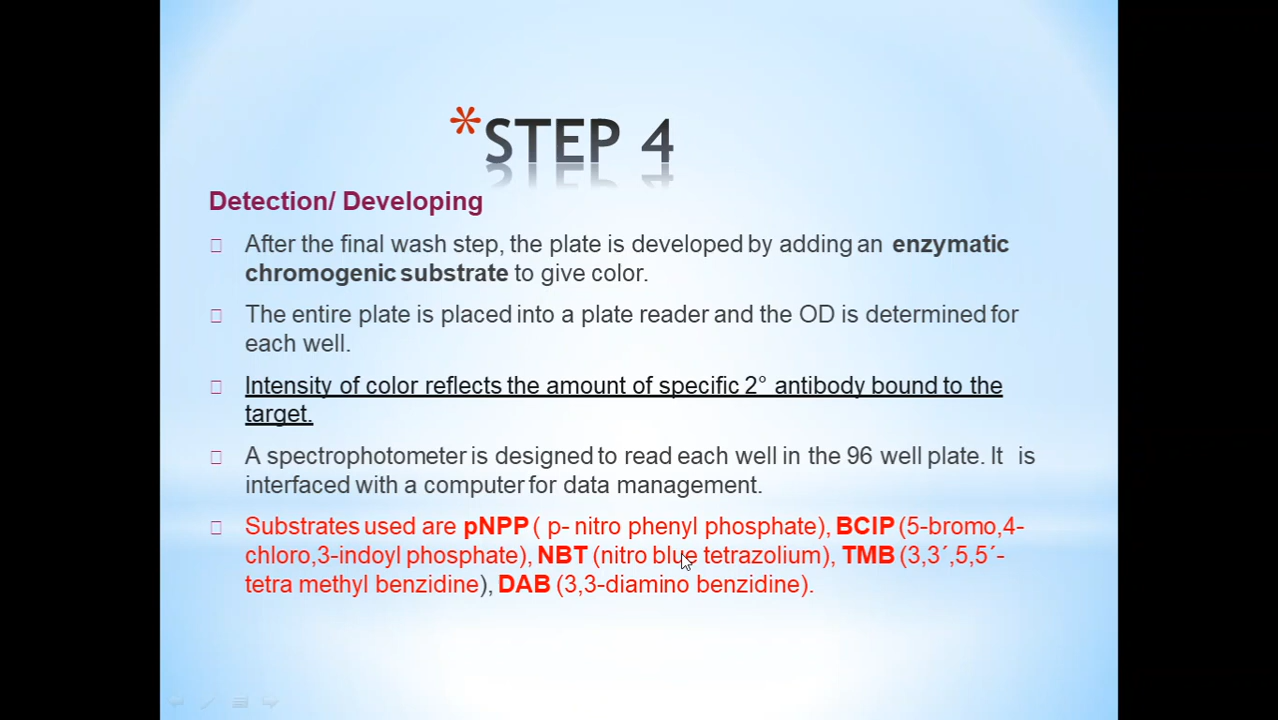 *STEP 4
Detection/ Developing
After the final wash step, the plate is developed by adding an enzymatic
chromogenic substrate to give color.
The entire plate is placed into a plate reader and the OD is determined for
each well.
Intensity of color reflects the amount of specific 2° antibody bound to the
target.
A spectrophotometer is designed to read each well in the 96 well plate. It is
interfaced with a computer for data management.
Substrates used are pNPP ( p- nitro phenyl phosphate), BCIP (5-bromo,4-
chloro,3-indoyl phosphate), NBT (nitro blue tetrazolium), TMB (3,3´,5,5´-
tetra methyl benzidine), DAB (3,3-diamino benzidine).